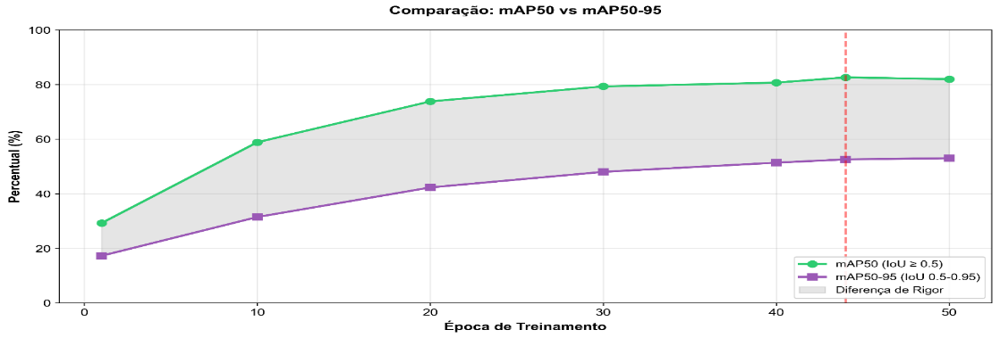 Comparação: mAP50 vs mAP50-95
100
80
60
40
20
0
Percentual (%)
0 10 20 30 40 50
Época de Treinamento
mAP50 (IoU ≥ 0.5)
mAP50-95 (IoU 0.5-0.95)
Diferença de Rigor